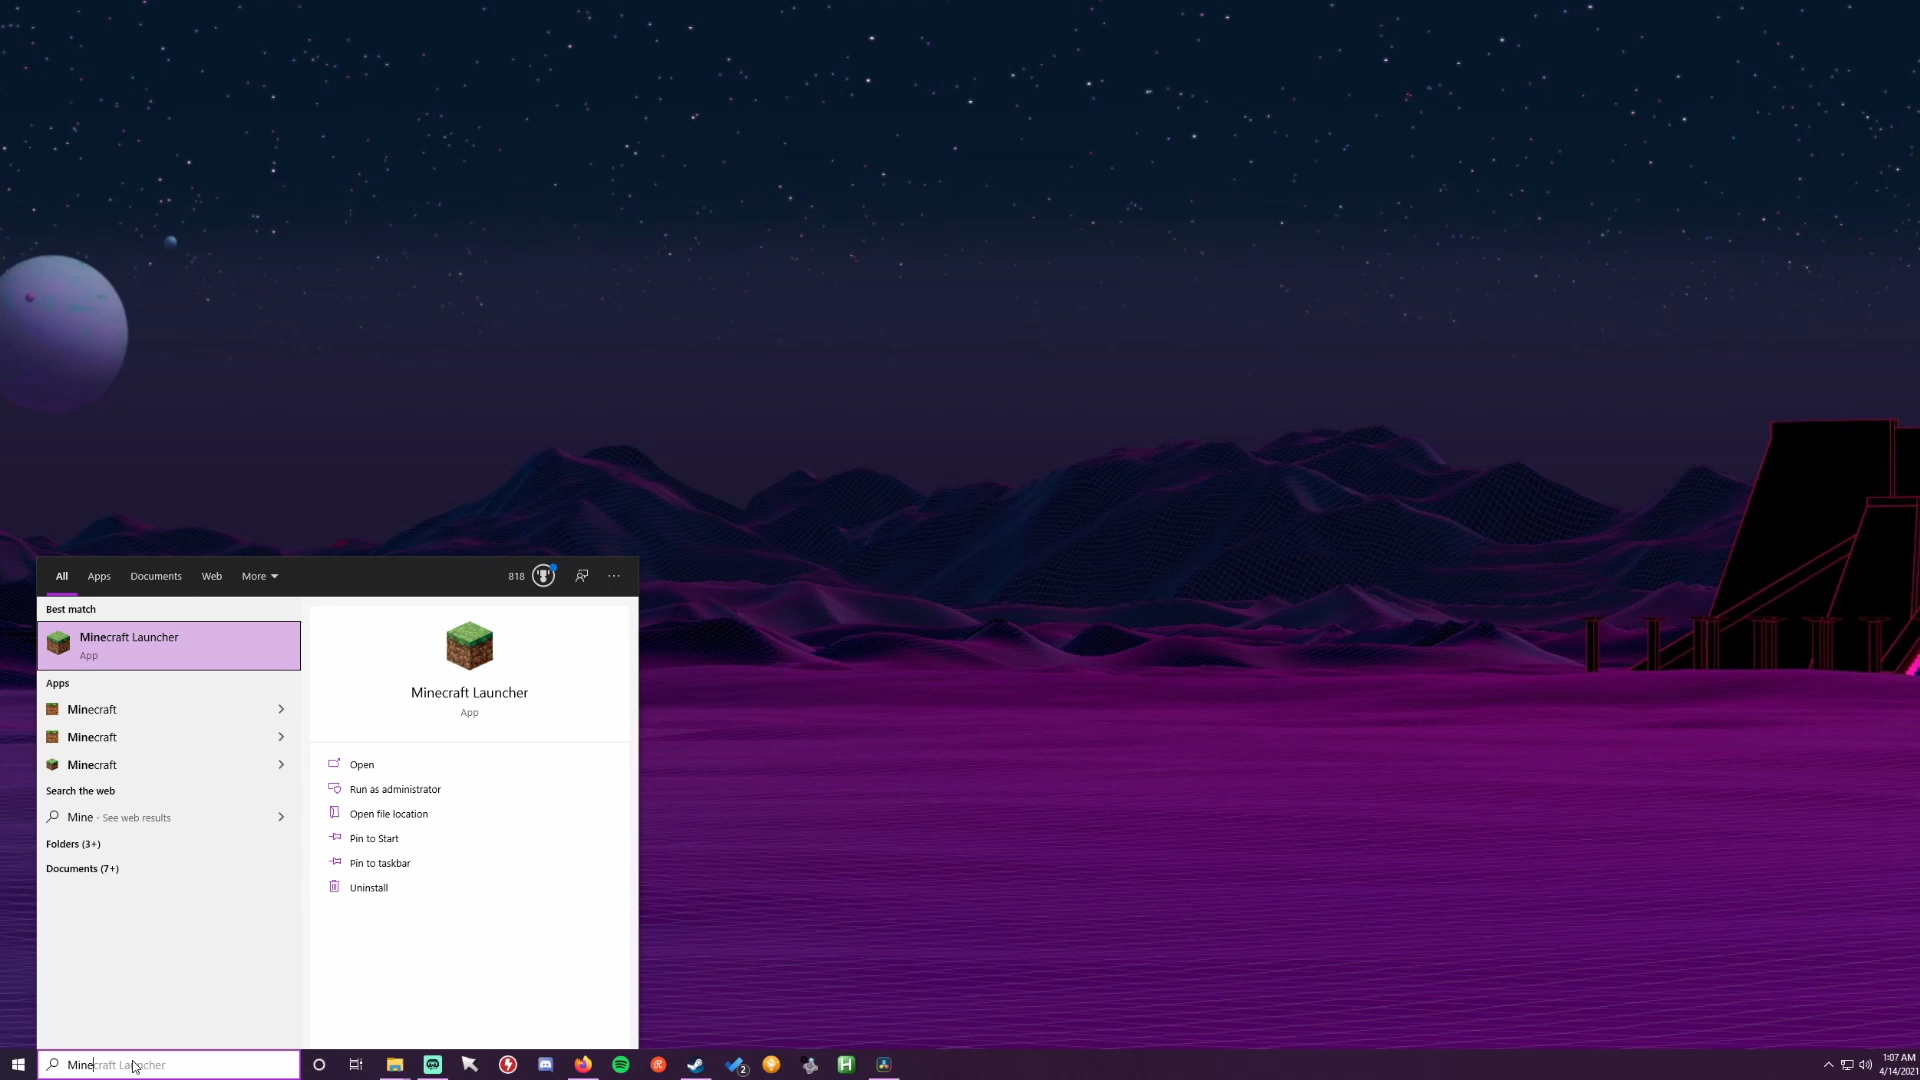 All Apps Documents Web More 818 ...
Best match
Minecraft Launcher
App
Apps
Minecraft
Minecraft
Minecraft
Search the web
Mine - See web results
Folders (3+)
Documents (7+)
Minecraft Launcher
App
Open
Run as administrator
Open file location
Pin to Start
Pin to taskbar
Uninstall
Minecraft Launcher
2
H
1:07 AM
4/14/2021